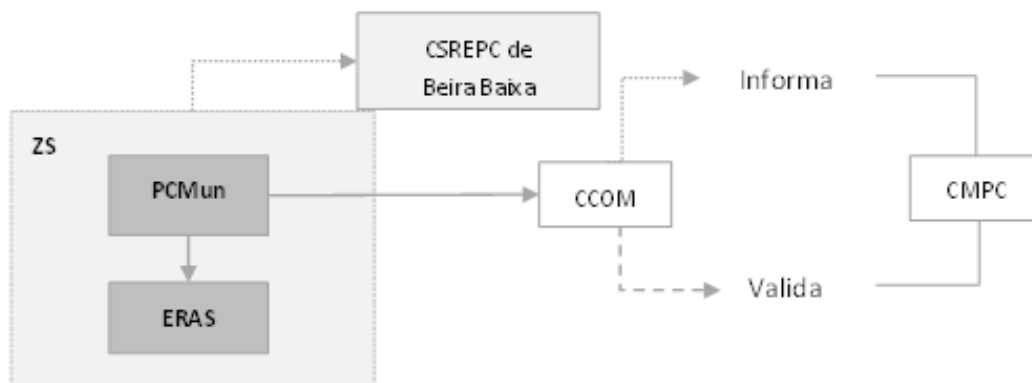 CSREPC de
Beira Baixa
Informa
ZS
PCMun
CCOM
CMPC
ERAS
Valida